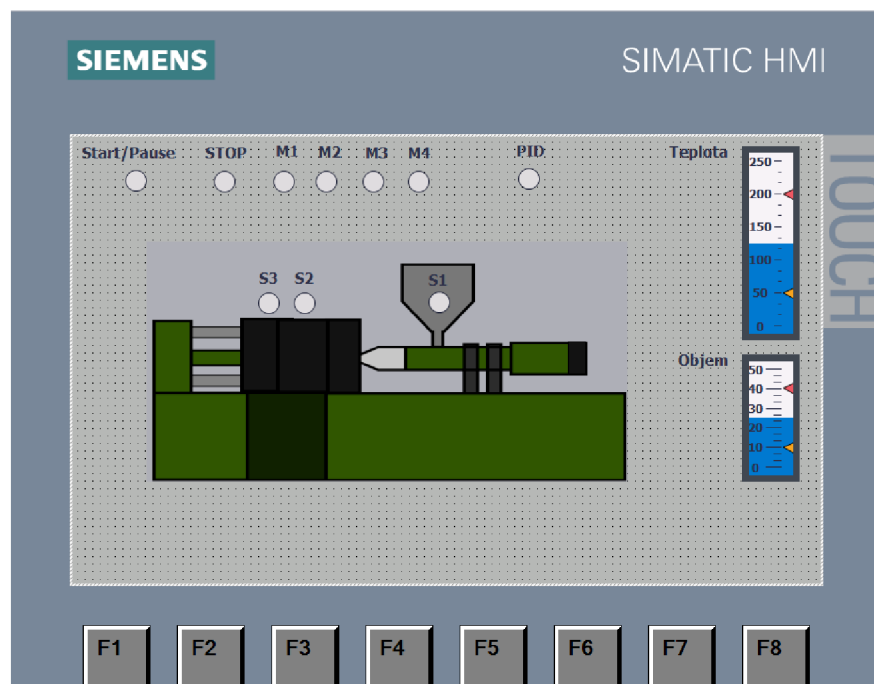 SIEMENS
SIMATIC HMI
TOUCH
Start/Pause STOP M1 M2 M3 M4 PID Teplota
250
200
150
100
50
0
S3 S2 S1
Objem
50
40
30
20
10
0
F1 F2 F3 F4 F5 F6 F7 F8